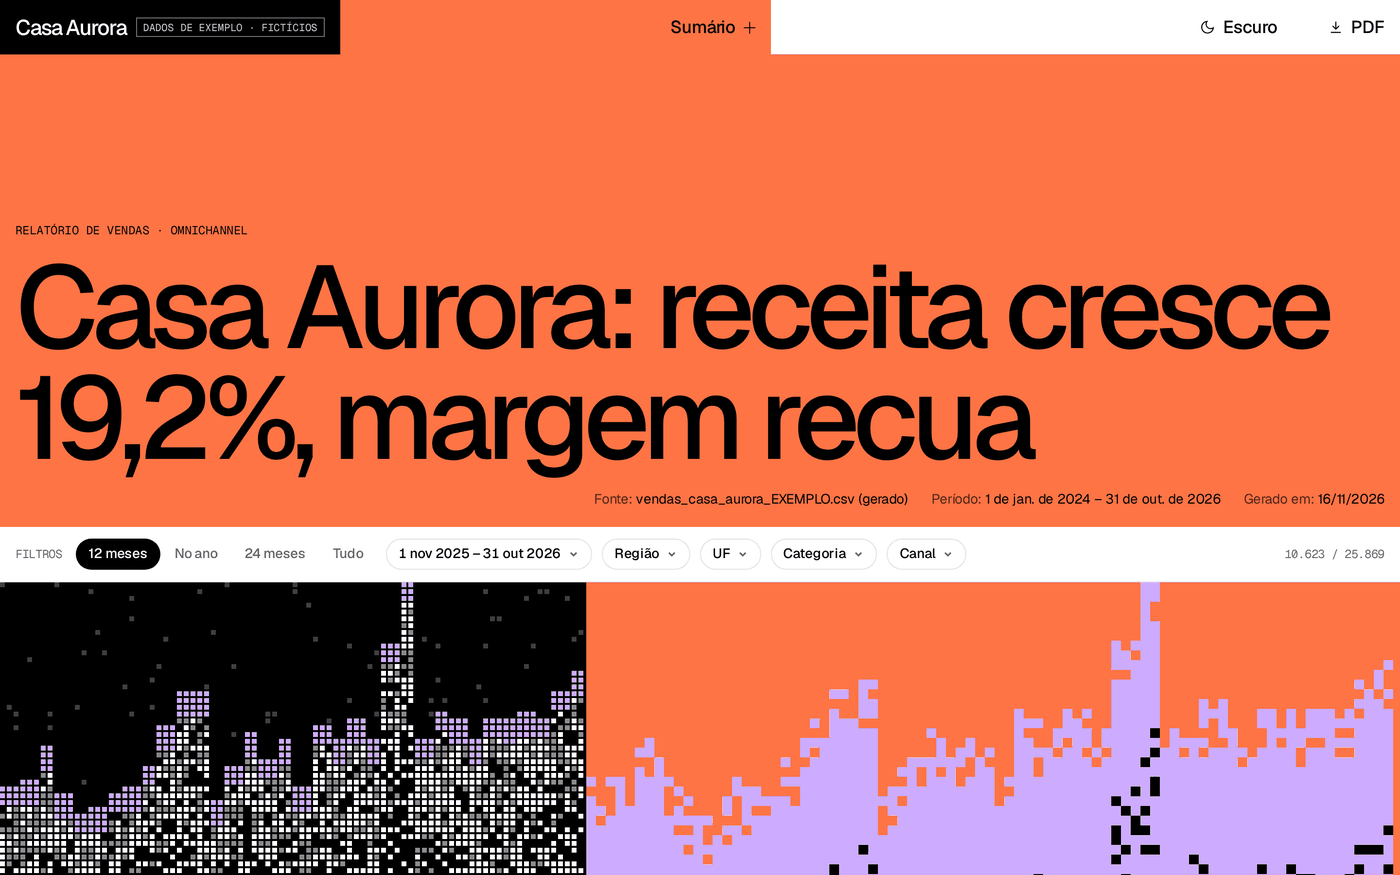 Casa Aurora
DADOS DE EXEMPLO · FICTÍCIOS
Sumário +
Escuro
PDF
RELATÓRIO DE VENDAS · OMNICHANNEL
Casa Aurora: receita cresce
19,2%, margem recua
Fonte: vendas_casa_aurora_EXEMPLO.csv (gerado) Período: 1 de jan. de 2024 – 31 de out. de 2026 Gerado em: 16/11/2026
FILTROS 12 meses No ano 24 meses Tudo 1 nov 2025 – 31 out 2026 Região UF Categoria Canal 10.623 / 25.869